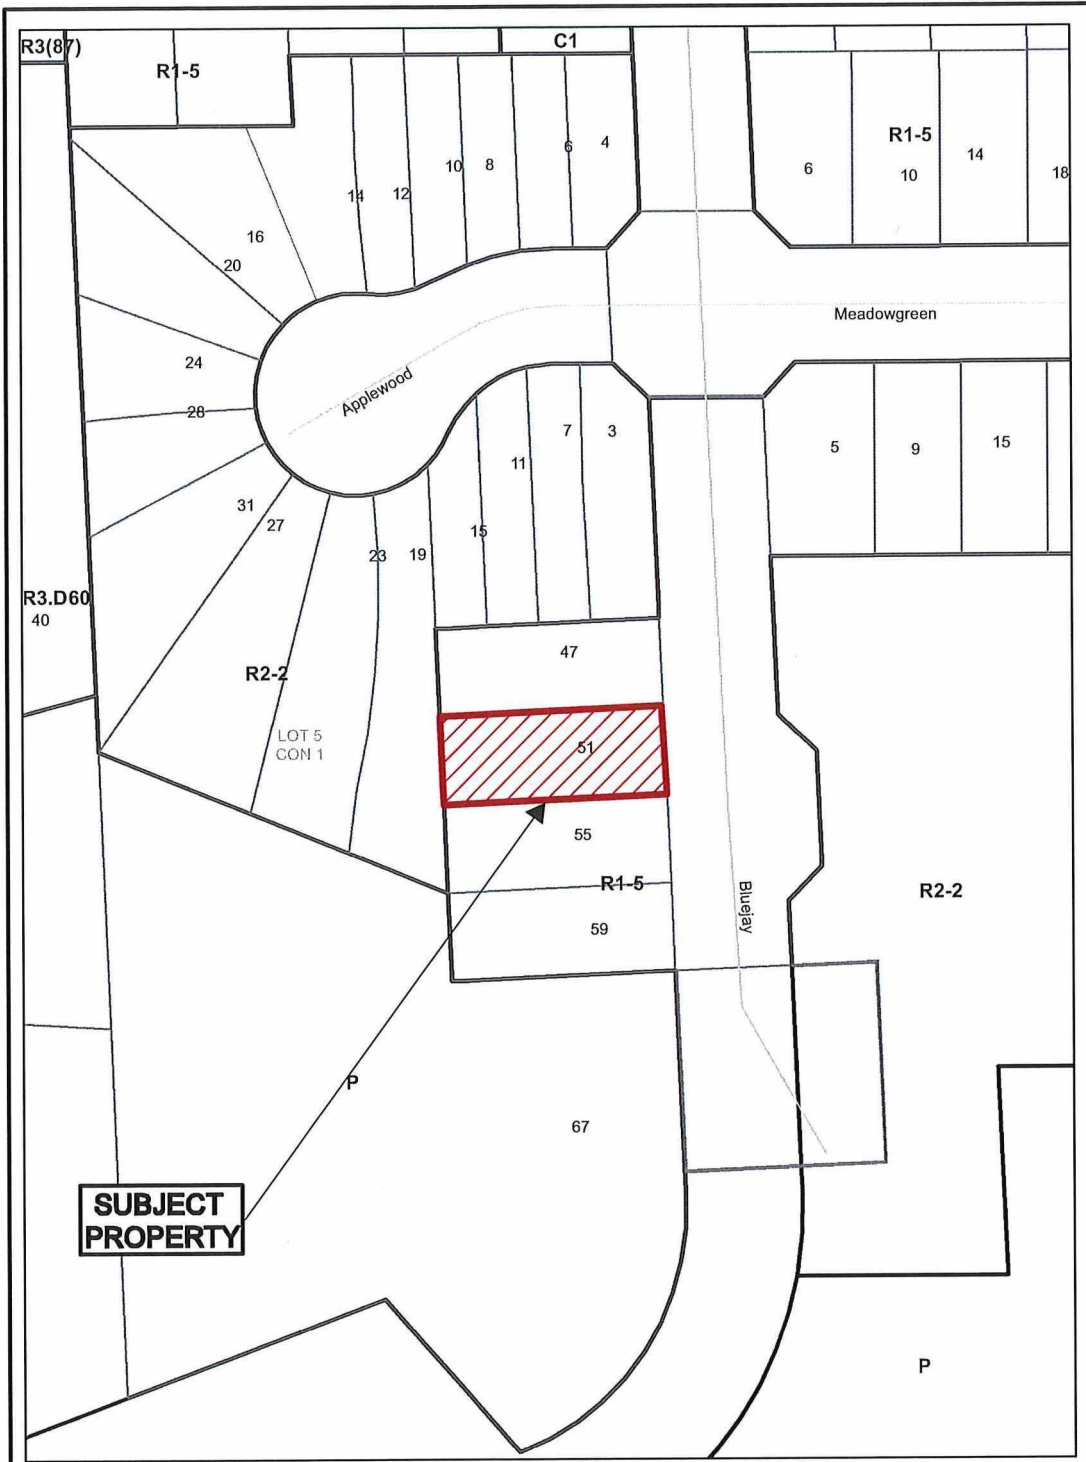 R3(87)
R1-5
C1
R1-5
4
6
8
10
12
14
6
10
14
18
16
20
24
28
31
27
23
19
Applewood
Meadowgreen
3
7
11
15
5
9
15
R3.D60
40
R2-2
LOT 5
CON 1
47
51
55
R1-5
59
Bluejay
R2-2
P
67
SUBJECT
PROPERTY
P